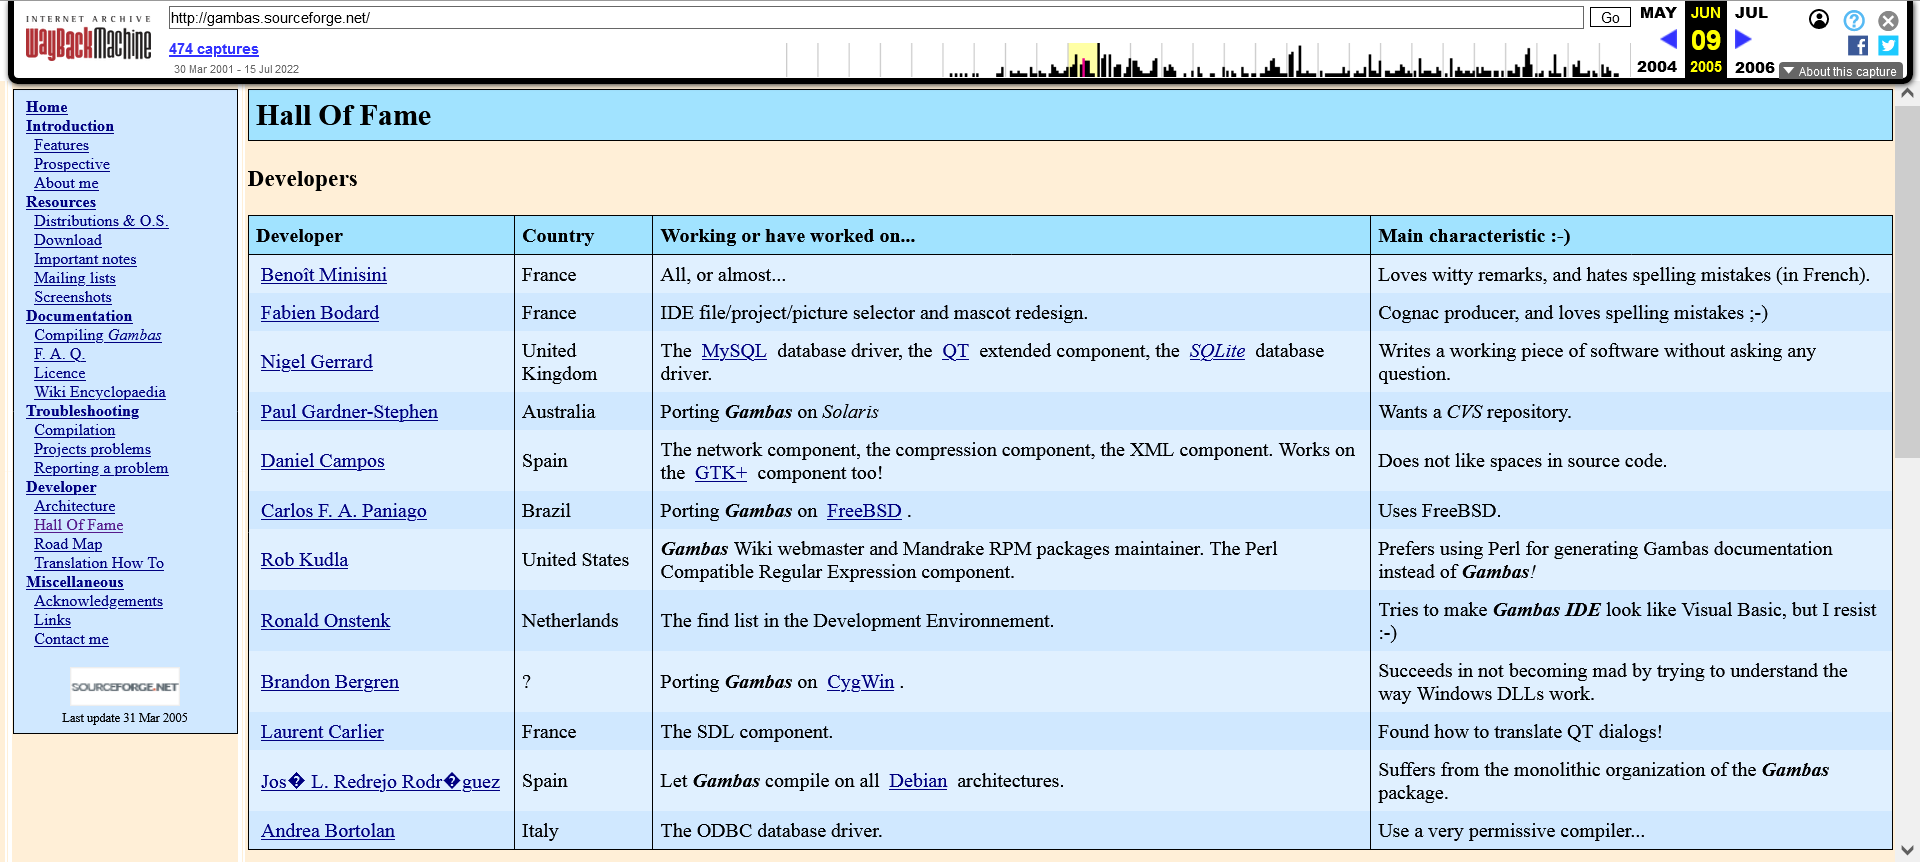 INTERNET ARCHIVE
WayBackMachine
http://gambas.sourceforge.net/
Go
474 captures
30 Mar 2001 - 15 Jul 2022
MAY JUN JUL
09
2004 2005 2006
About this capture
Home
Introduction
Features
Prospective
About me
Resources
Distributions & O.S.
Download
Important notes
Mailing lists
Screenshots
Documentation
Compiling Gambas
F. A. Q.
Licence
Wiki Encyclopaedia
Troubleshooting
Compilation
Projects problems
Reporting a problem
Developer
Architecture
Hall Of Fame
Road Map
Translation How To
Miscellaneous
Acknowledgements
Links
Contact me
SOURCEFORGE.NET
Last update 31 Mar 2005
Hall Of Fame
Developers
Developer Country Working or have worked on... Main characteristic :-)
Benoît Minisini France All, or almost... Loves witty remarks, and hates spelling mistakes (in French).
Fabien Bodard France IDE file/project/picture selector and mascot redesign. Cognac producer, and loves spelling mistakes ;-)
Nigel Gerrard
United
Kingdom
The MySQL database driver, the QT extended component, the SQLite database
driver.
Writes a working piece of software without asking any
question.
Paul Gardner-Stephen Australia Porting Gambas on Solaris Wants a CVS repository.
Daniel Campos Spain
The network component, the compression component, the XML component. Works on
the GTK+ component too!
Does not like spaces in source code.
Carlos F. A. Paniago Brazil Porting Gambas on FreeBSD . Uses FreeBSD.
Rob Kudla United States
Gambas Wiki webmaster and Mandrake RPM packages maintainer. The Perl
Compatible Regular Expression component.
Prefers using Perl for generating Gambas documentation
instead of Gambas!
Ronald Onstenk Netherlands The find list in the Development Environnement.
Tries to make Gambas IDE look like Visual Basic, but I resist
:-)
Brandon Bergren ? Porting Gambas on CygWin .
Succeeds in not becoming mad by trying to understand the
way Windows DLLs work.
Laurent Carlier France The SDL component. Found how to translate QT dialogs!
Jos� L. Redrejo Rodr�guez Spain Let Gambas compile on all Debian architectures.
Suffers from the monolithic organization of the Gambas
package.
Andrea Bortolan Italy The ODBC database driver. Use a very permissive compiler...